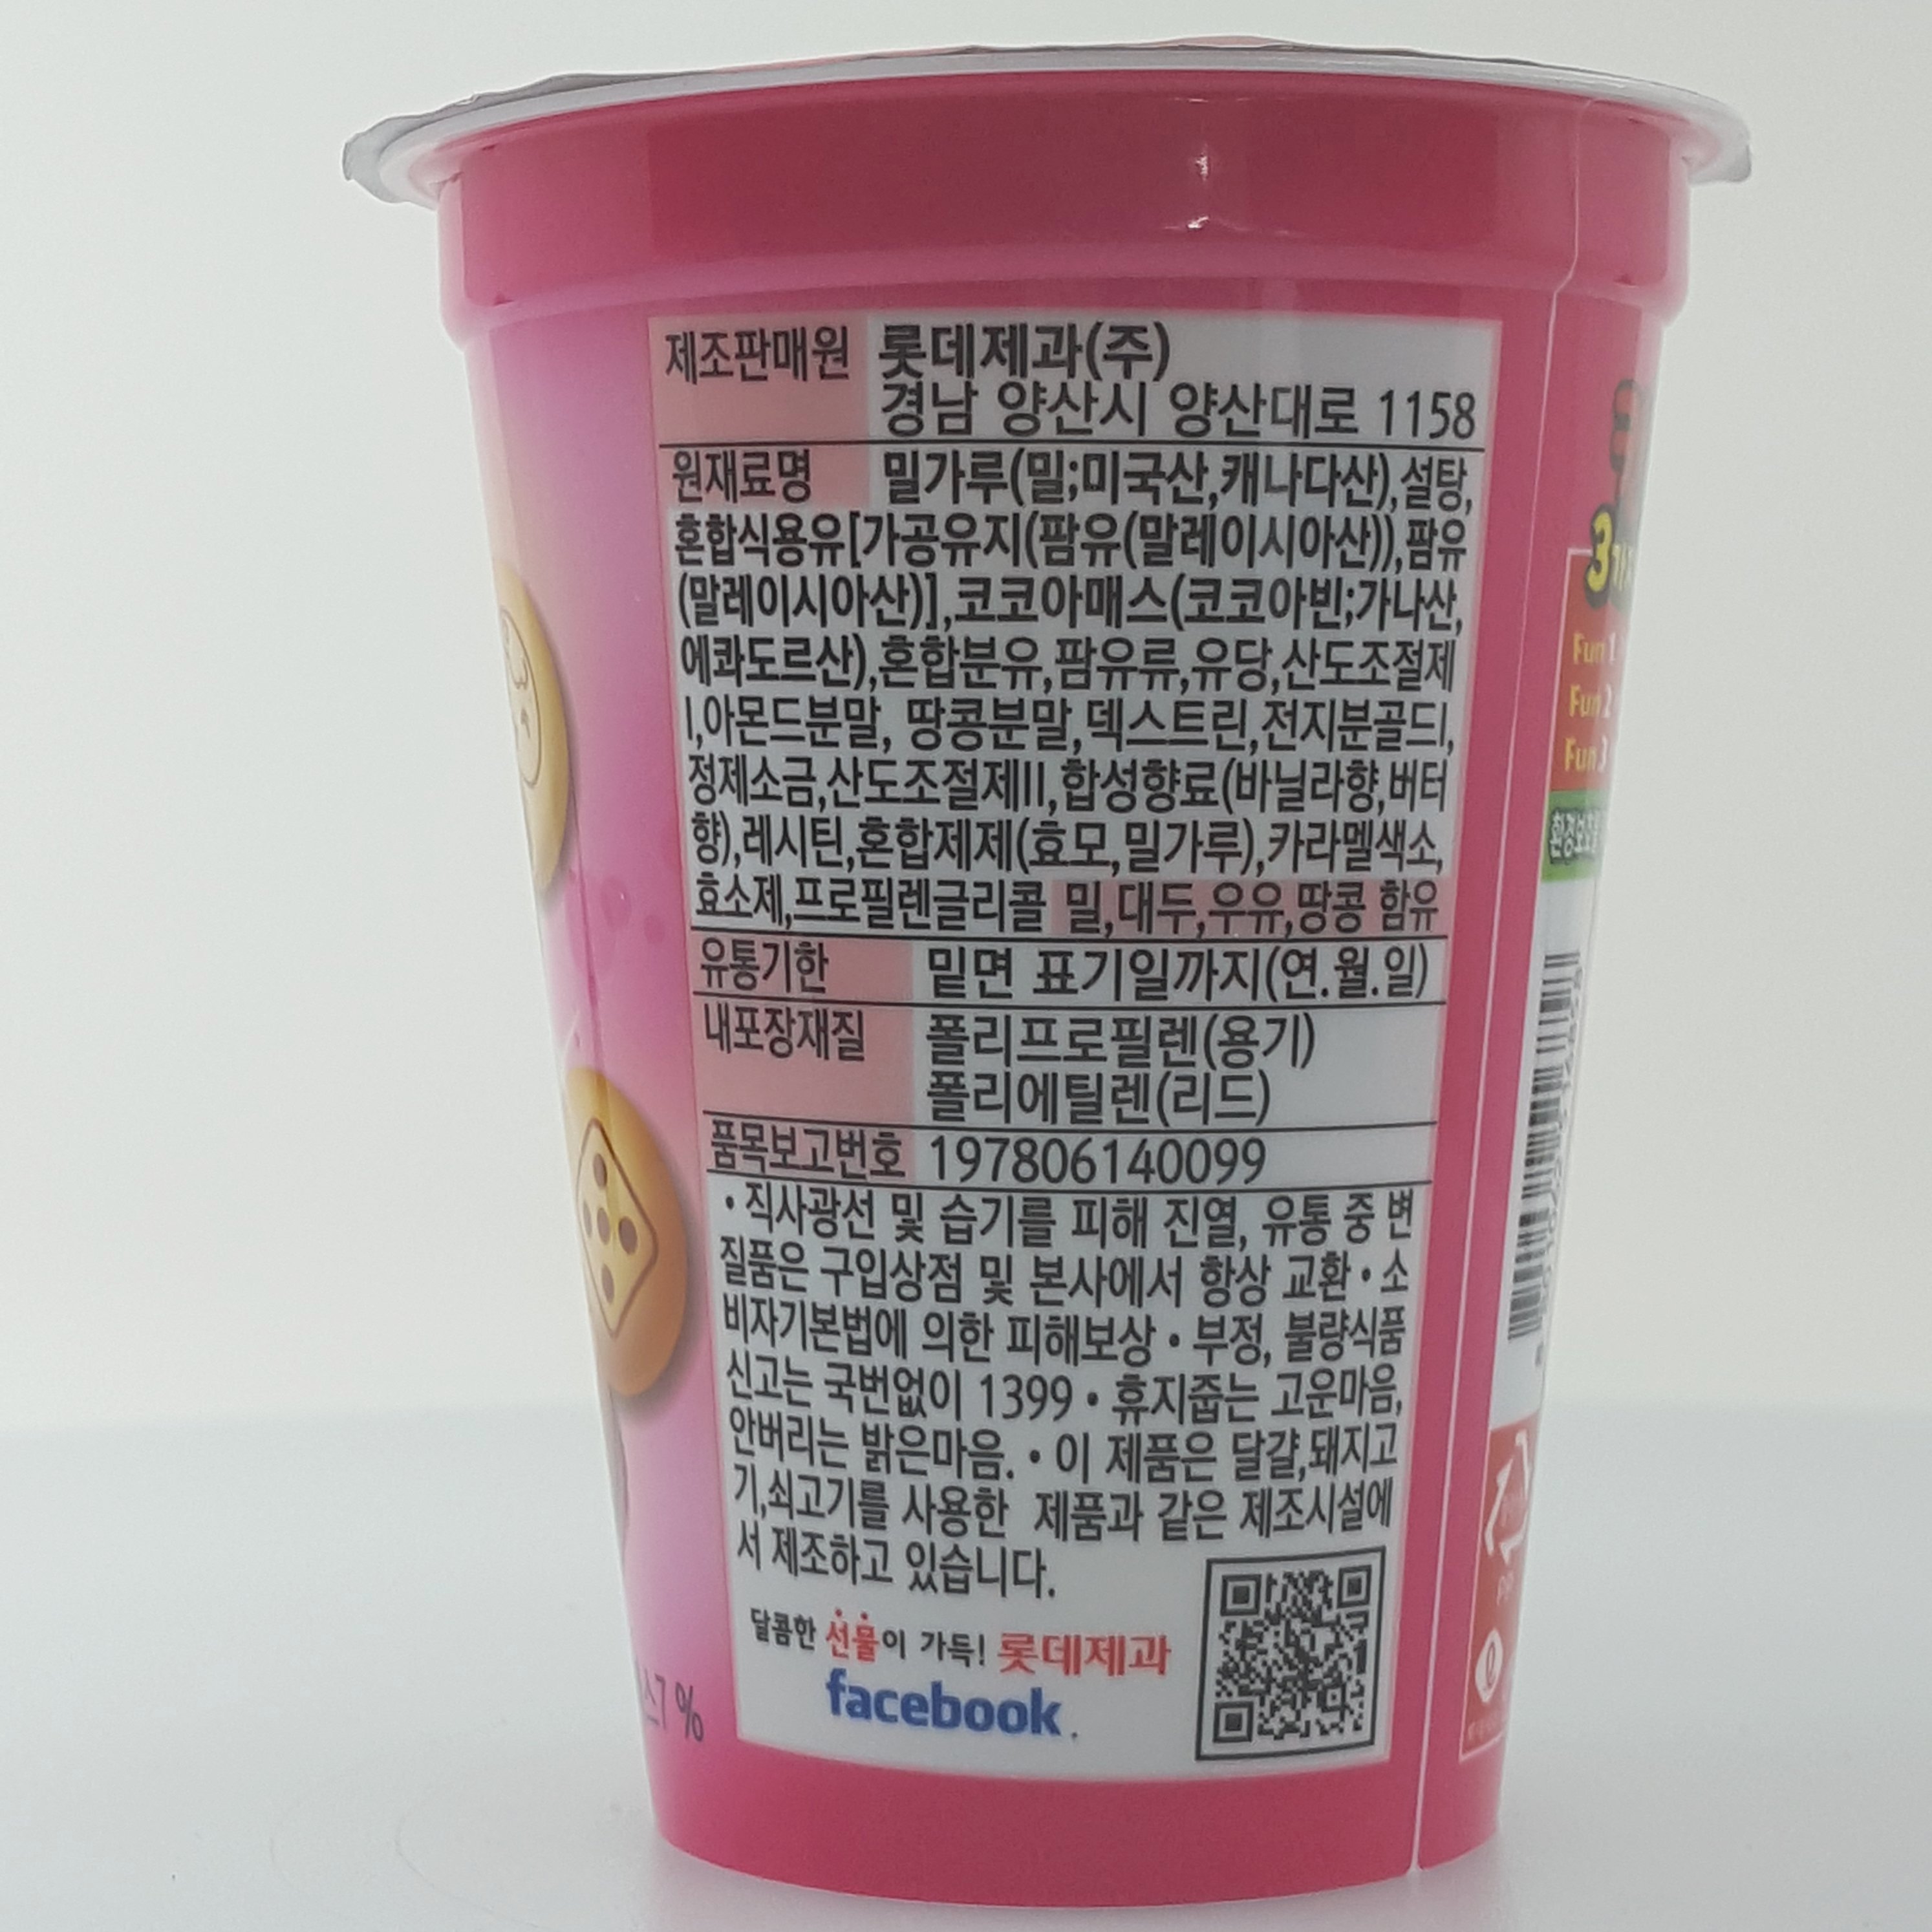 제조판매원 롯데제과(주)
경남 양산시 양산대로 1158
원재료명 밀가루(밀;미국산,캐나다산),설탕,
혼합식용유[가공유지(팜유(말레이시아산)),팜유
(말레이시아산)],코코아매스(코코아빈;가나산,
에콰도르산),혼합분유,팜유류,유당,산도조절제
I,아몬드분말, 땅콩분말,덱스트린,전지분골드I,
정제소금,산도조절제II,합성향료(바닐라향,버터
향),레시틴,혼합제제(효모,밀가루),카라멜색소,
효소제,프로필렌글리콜 밀,대두,우유,땅콩 함유
유통기한 밑면 표기일까지(연.월.일)
내포장재질 폴리프로필렌(용기)
폴리에틸렌(리드)
품목보고번호 197806140099
• 직사광선 및 습기를 피해 진열, 유통 중 변
질품은 구입상점 및 본사에서 항상 교환 • 소
비자기본법에 의한 피해보상 • 부정, 불량식품
신고는 국번없이 1399 • 휴지줍는 고운마음,
안버리는 밝은마음. • 이 제품은 달걀,돼지고
기,쇠고기를 사용한 제품과 같은 제조시설에
서 제조하고 있습니다.
달콤한 선물이 가득! 롯데제과
facebook.
7%
Fun 1
Fun 2
Fun 3